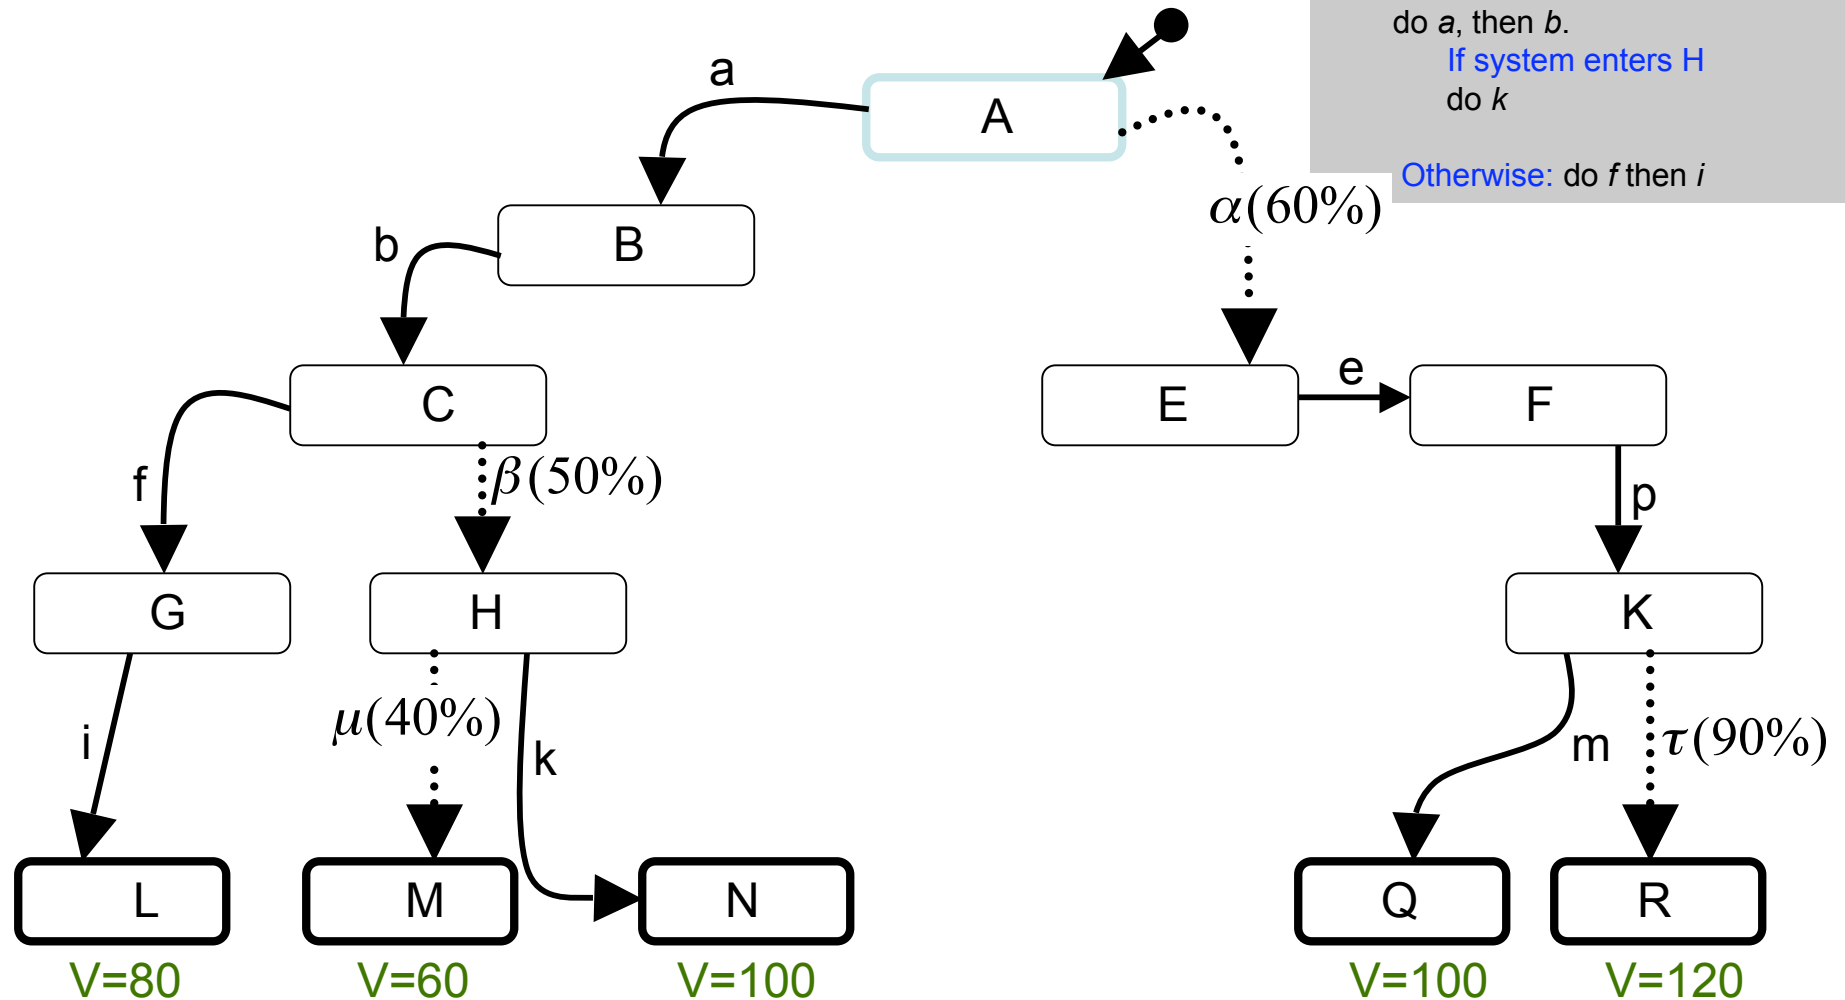 do a, then b.
If system enters H
do k
Otherwise: do f then i
a
A
α(60%)
b
B
C
E
e
F
f
β(50%)
p
G
H
K
i
μ(40%)
k
m
τ(90%)
L
M
N
Q
R
V=80
V=60
V=100
V=100
V=120